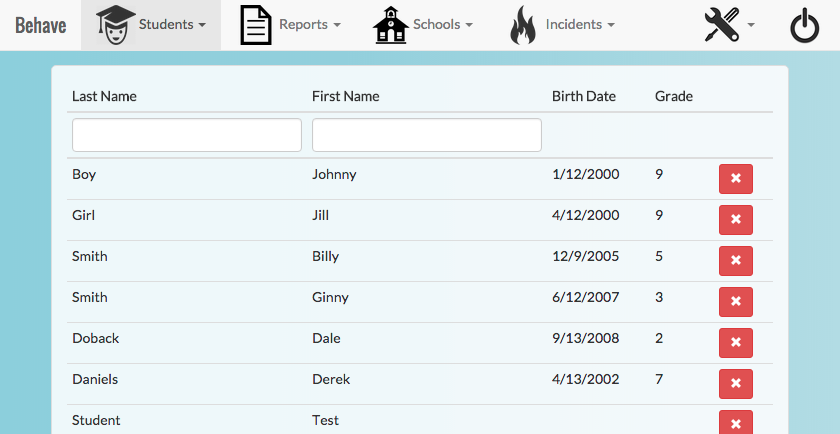 Behave Students Reports Schools Incidents
Last Name First Name Birth Date Grade
Boy Johnny 1/12/2000 9
Girl Jill 4/12/2000 9
Smith Billy 12/9/2005 5
Smith Ginny 6/12/2007 3
Doback Dale 9/13/2008 2
Daniels Derek 4/13/2002 7
Student Test